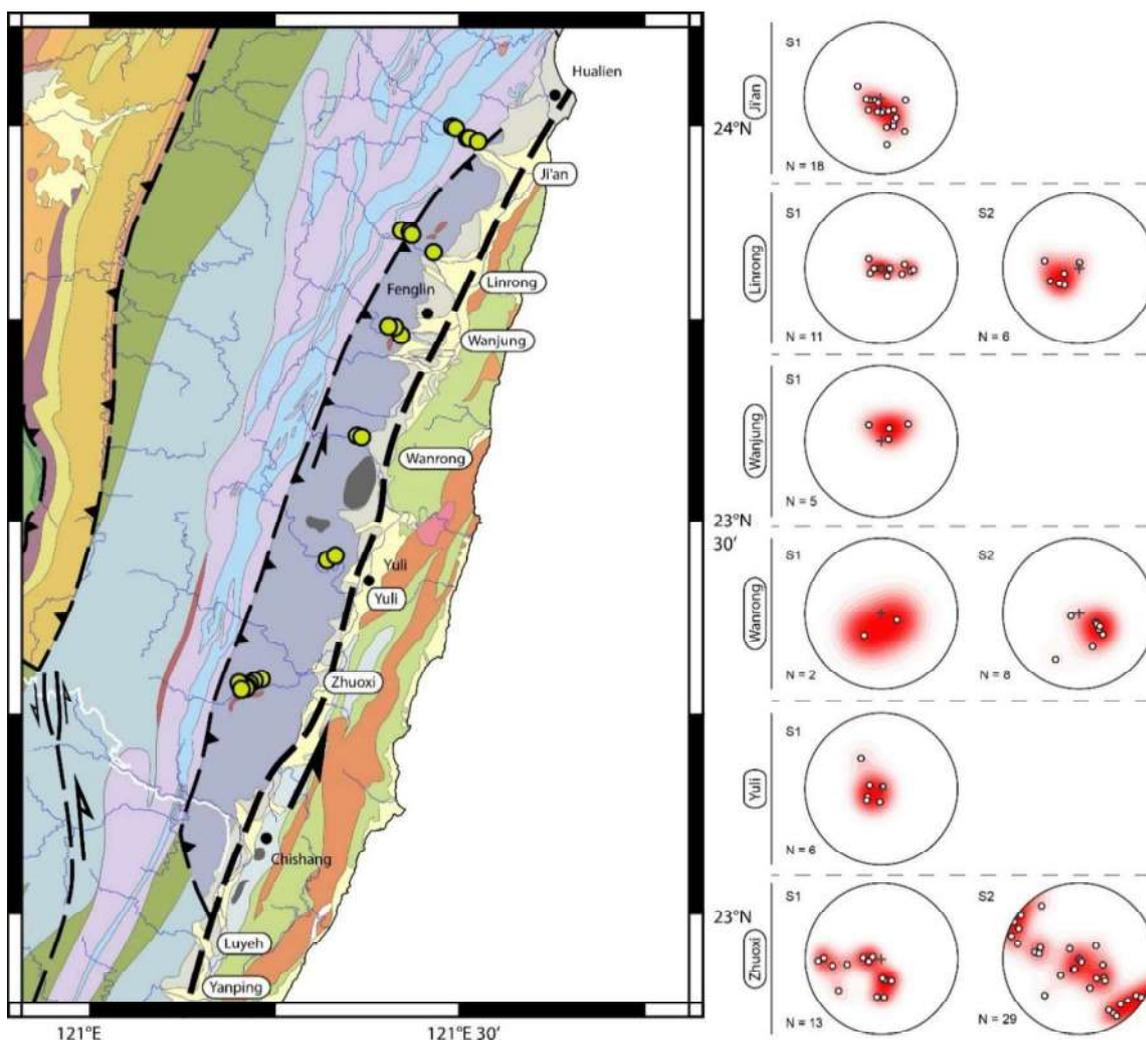 Hualien
24°N
Ji'an
Linrong
Fenglin
Wanjung
Wanrong
23°N
30'
Yuli
Yuli
Zhuoxi
Chishang
23°N
Luyeh
Yanping
121°E
121°E 30'
Ji'an
S1
N = 18
Linrong
S1
N = 11
S2
N = 6
Wanjung
S1
N = 5
Wanrong
S1
N = 2
S2
N = 8
Yuli
S1
N = 6
Zhuoxi
S1
N = 13
S2
N = 29